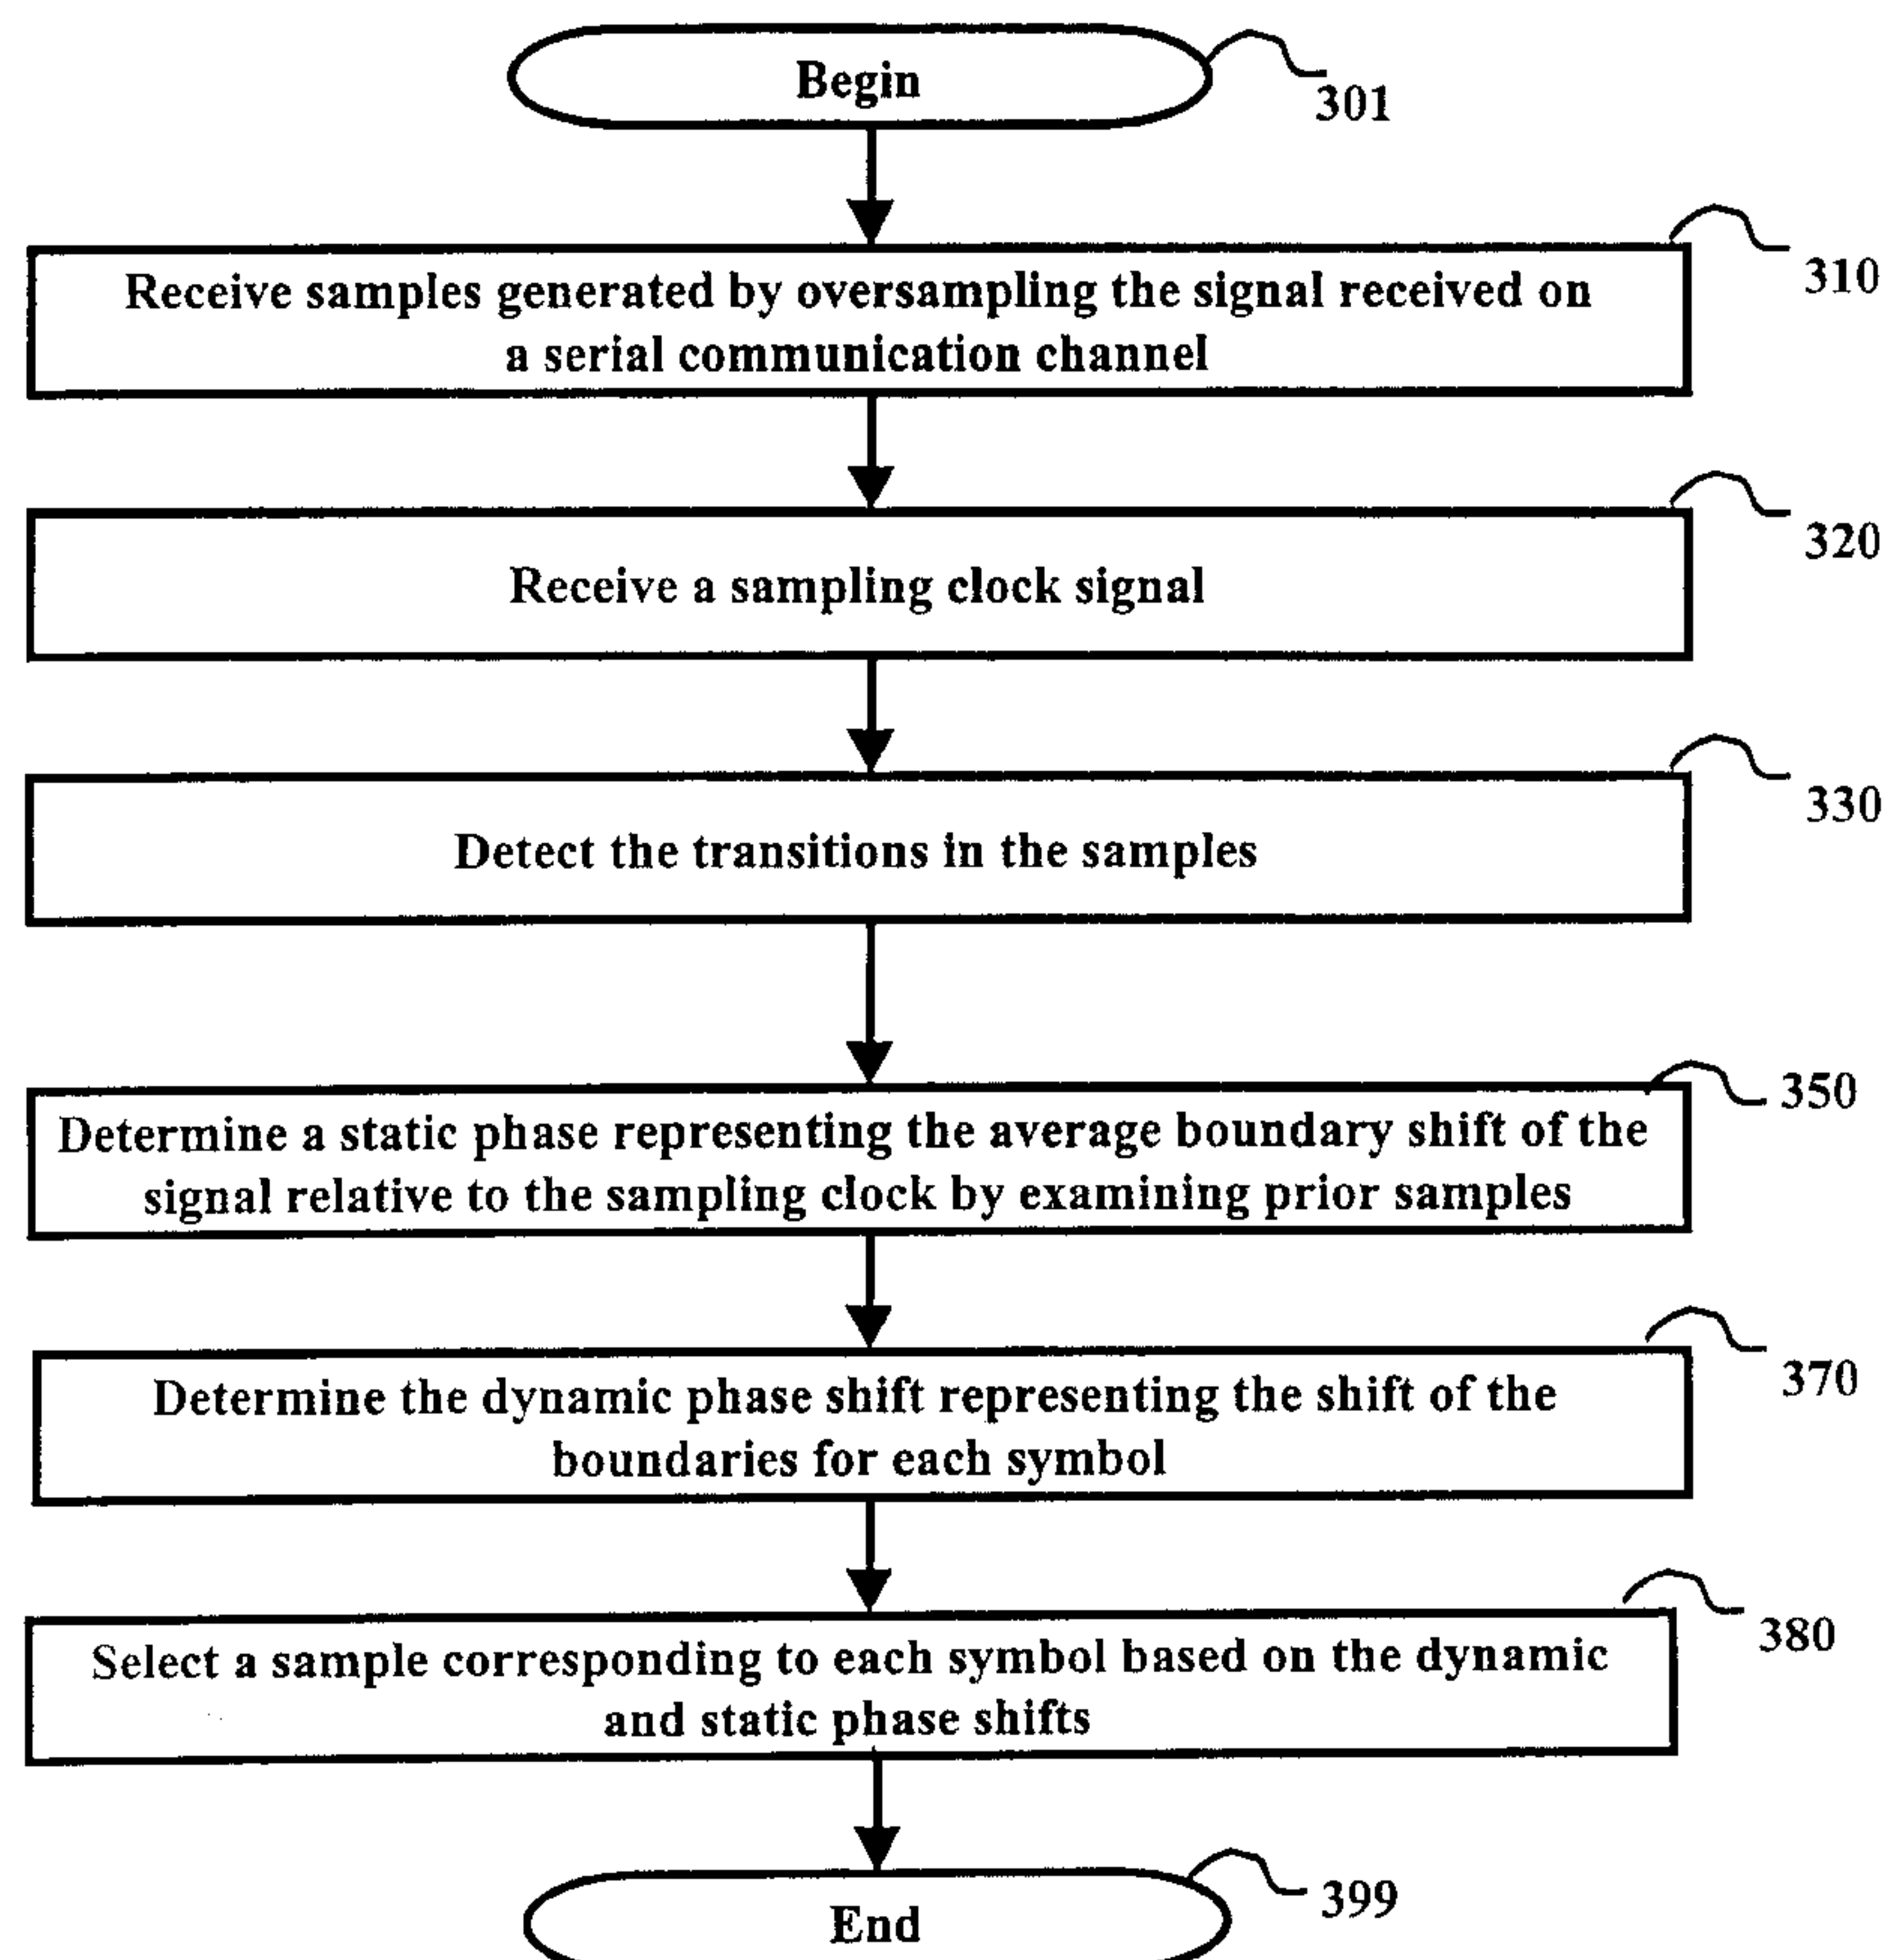 Begin
301
310
Receive samples generated by oversampling the signal received on
a serial communication channel
320
Receive a sampling clock signal
330
Detect the transitions in the samples
350
Determine a static phase representing the average boundary shift of the
signal relative to the sampling clock by examining prior samples
370
Determine the dynamic phase shift representing the shift of the
boundaries for each symbol
380
Select a sample corresponding to each symbol based on the dynamic
and static phase shifts
399
End